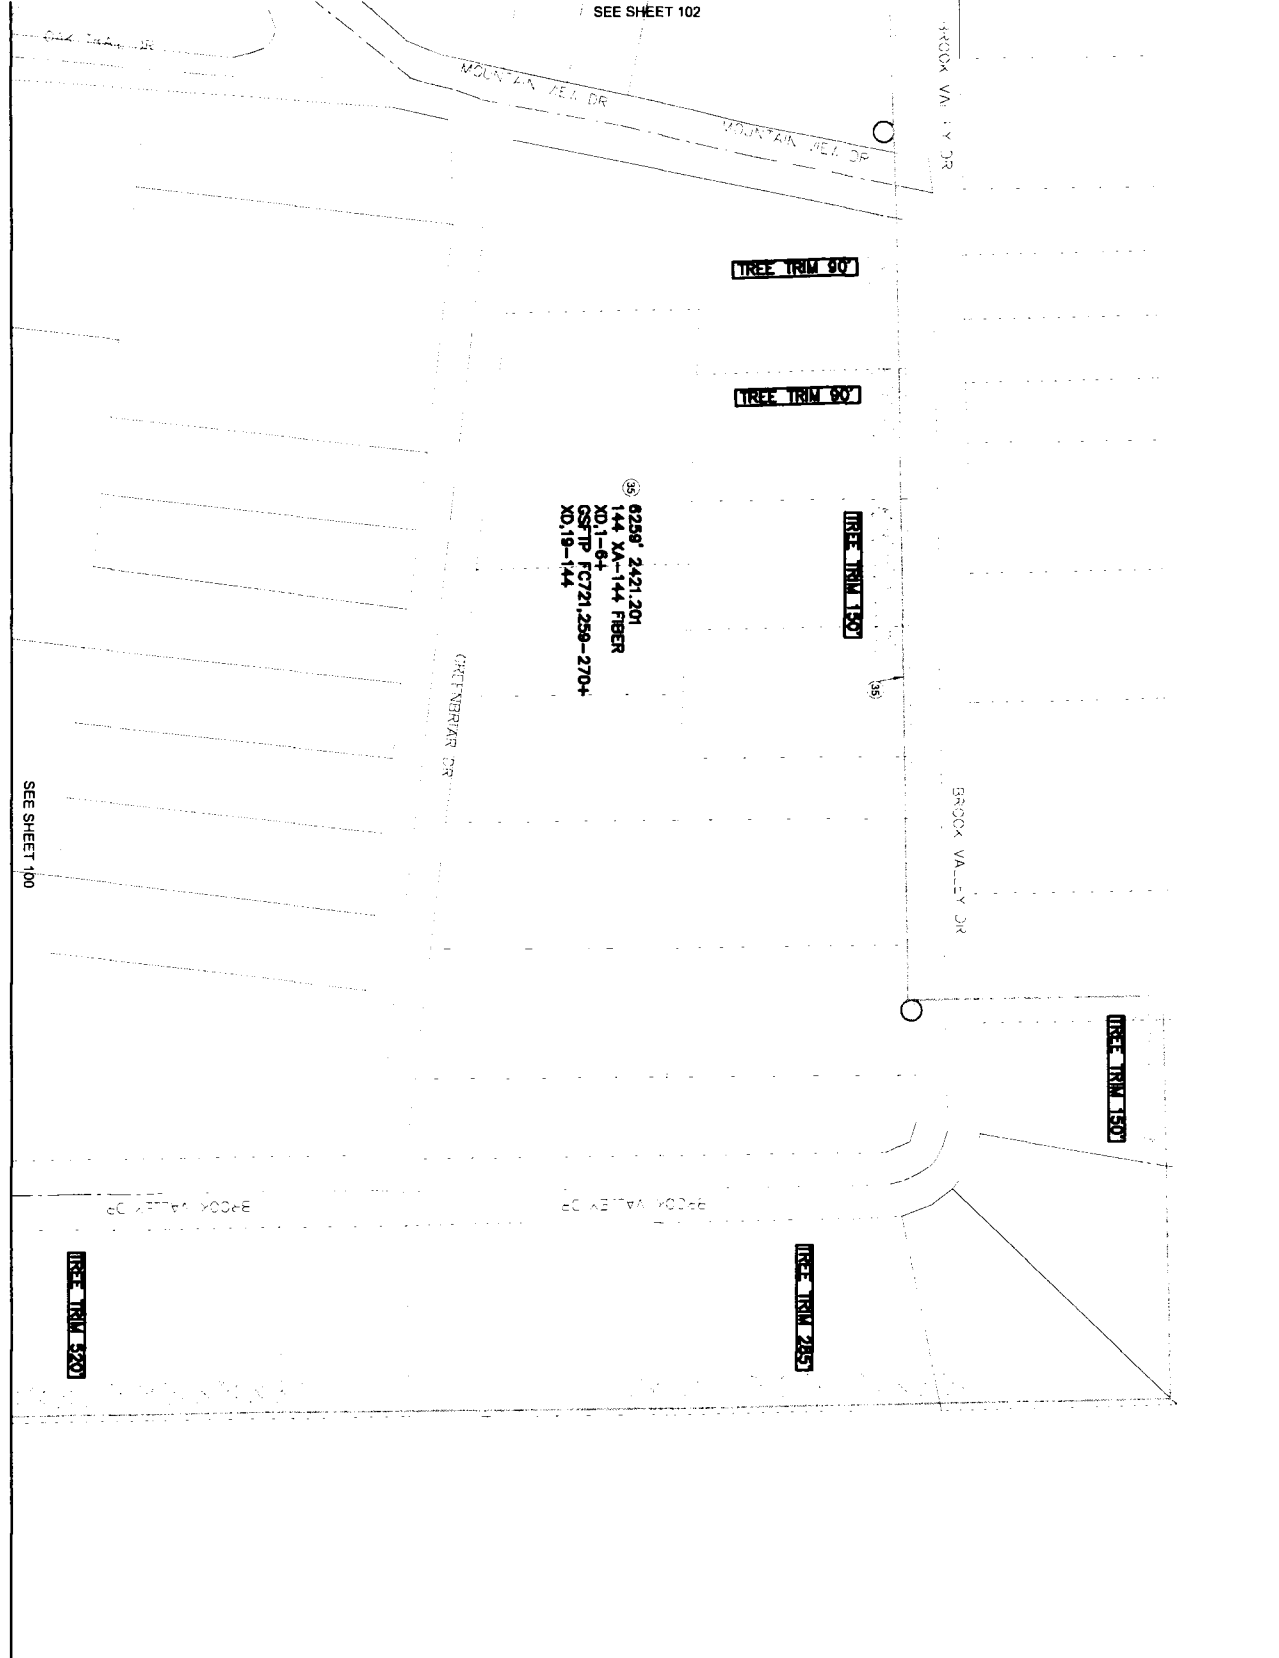 SEE SHEET 102
BROOK VALLEY DR
MOUNTAIN VIEW DR
MOUNTAIN VIEW DR
TREE TRIM 90'
TREE TRIM 90'
35 6259' 2421.201
144 XA-144 FIBER
XD,1-6+
GSFTP FC721,259-270+
XD,19-144
TREE TRIM 150'
35
GREENBRIAR DR
BROOK VALLEY DR
SEE SHEET 100
TREE TRIM 150'
BROOK VALLEY DR
BROOK VALLEY DR
TREE TRIM 520'
TREE TRIM 285'